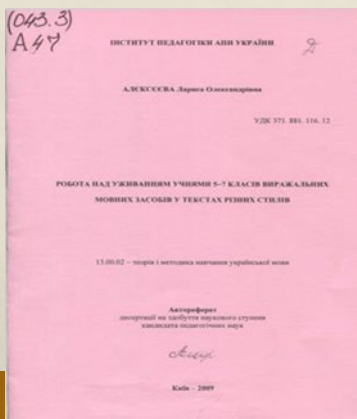 (043.3)
А 47
ІНСТИТУТ ПЕДАГОГІКИ АПН УКРАЇНИ
АЛЄКСЄЄВА Лариса Олександрівна
УДК 371. 881. 116. 12
РОБОТА НАД УЖИВАННЯМ УЧНЯМИ 5–7 КЛАСІВ ВИРАЖАЛЬНИХ
МОВНИХ ЗАСОБІВ У ТЕКСТАХ РІЗНИХ СТИЛІВ
13.00.02 – теорія і методика навчання української мови
Автореферат
дисертації на здобуття наукового ступеня
кандидата педагогічних наук
Київ – 2009